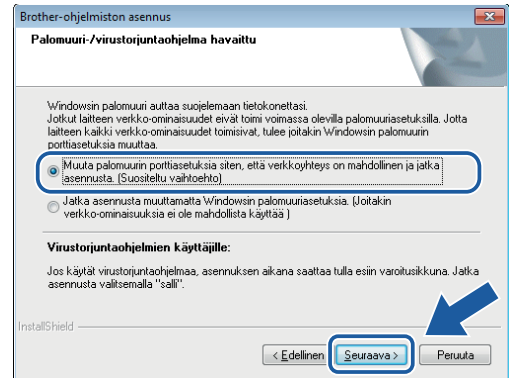 Brother-ohjelmiston asennus
Palomuuri-/virustorjuntaohjelma havaittu
Windowsin palomuuri auttaa suojelemaan tietokonettasi.
Jotkut laitteen verkko-ominaisuudet eivät toimi voimassa olevilla palomuuriasetuksilla. Jotta
laitteen kaikki verkko-ominaisuudet toimisivat, tulee joitakin Windowsin palomuurin
porttiasetuksia muuttaa.
Muuta palomuurin porttiasetuksia siten, että verkkoyhteys on mahdollinen ja jatka
asennusta. (Suositeltu vaihtoehto)
Jatka asennusta muuttamatta Windowsin palomuuriasetuksia. (Joitakin
verkko-ominaisuuksia ei ole mahdollista käyttää )
Virustorjuntaohjelmien käyttäjille:
Jos käytät virustorjuntaohjelmaa, asennuksen aikana saattaa tulla esiin varoitusikkuna. Jatka
asennusta valitsemalla "salli".
InstallShield
< Edellinen Seuraava > Peruuta